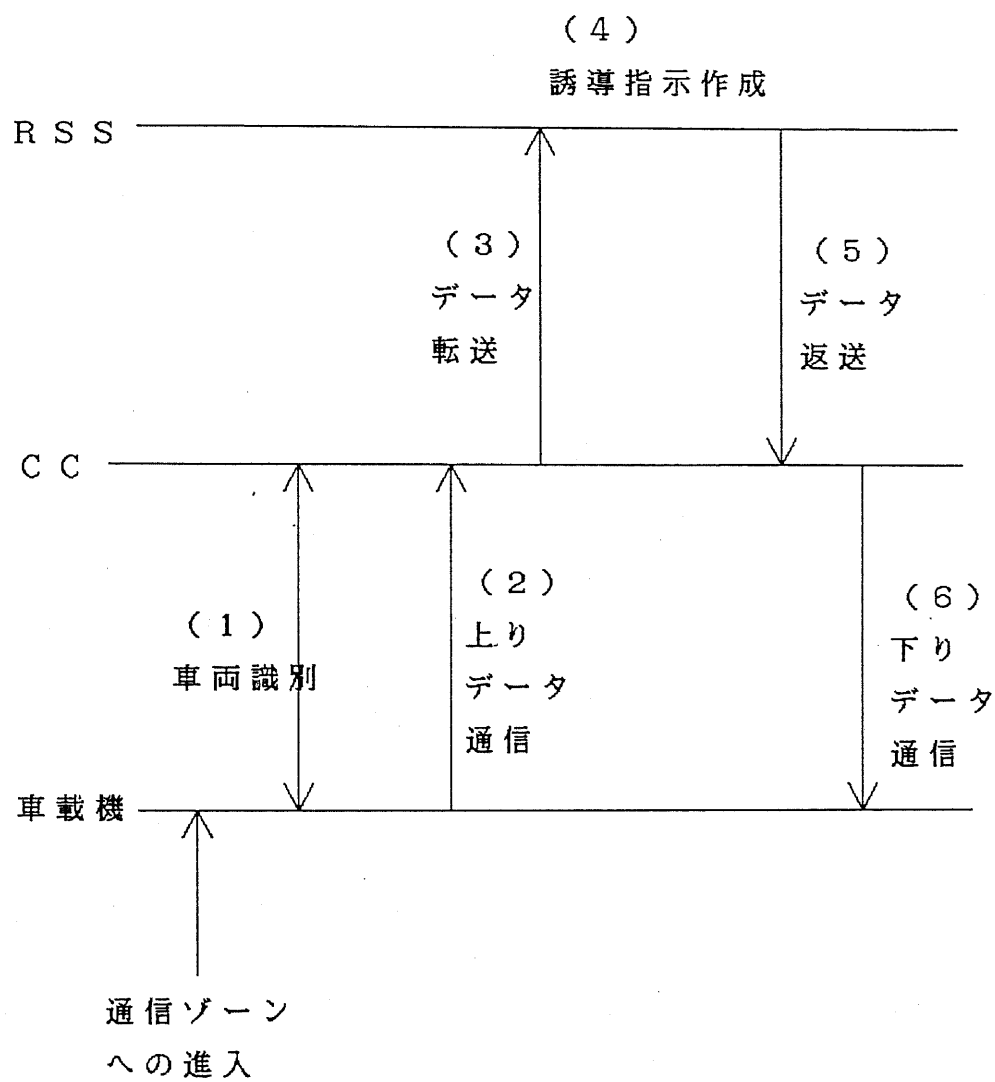 (4)
誘導指示作成
RSS
(3)
データ
転送
(5)
データ
返送
CC
(1)
車両識別
(2)
上り
データ
通信
(6)
下り
データ
通信
車載機
通信ゾーン
への進入